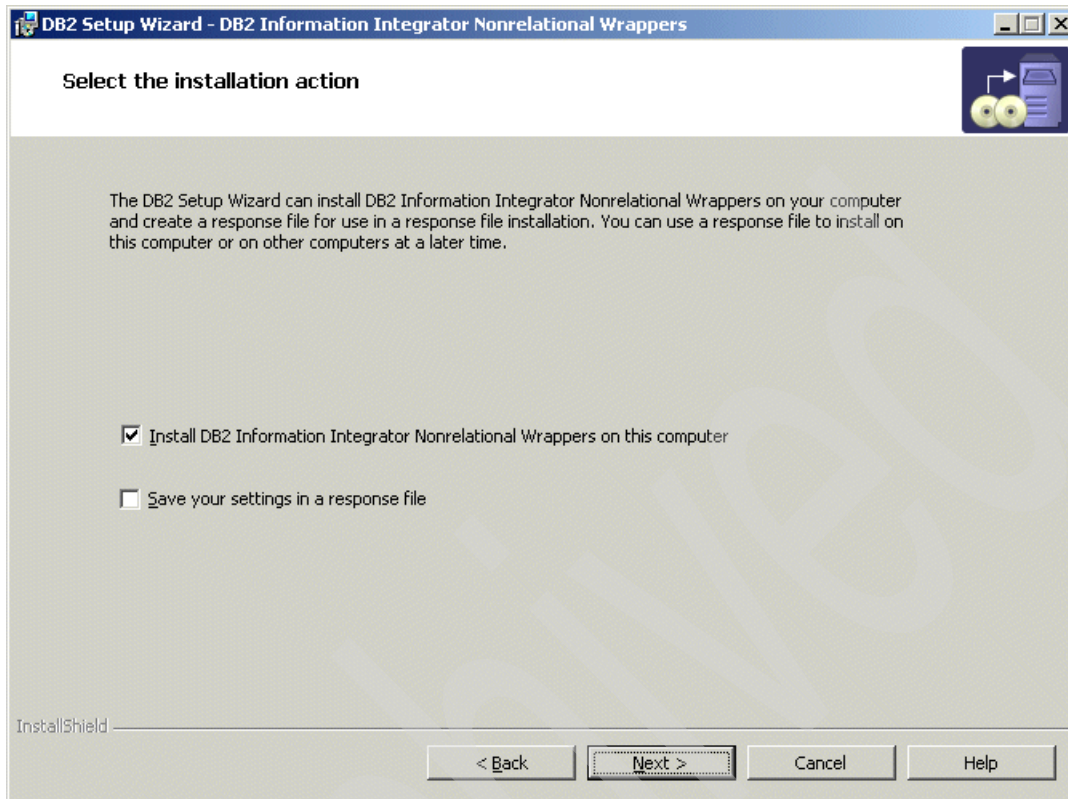 DB2 Setup Wizard - DB2 Information Integrator Nonrelational Wrappers
Select the installation action
The DB2 Setup Wizard can install DB2 Information Integrator Nonrelational Wrappers on your computer
and create a response file for use in a response file installation. You can use a response file to install on
this computer or on other computers at a later time.
Install DB2 Information Integrator Nonrelational Wrappers on this computer
Save your settings in a response file
InstallShield
< Back Next > Cancel Help